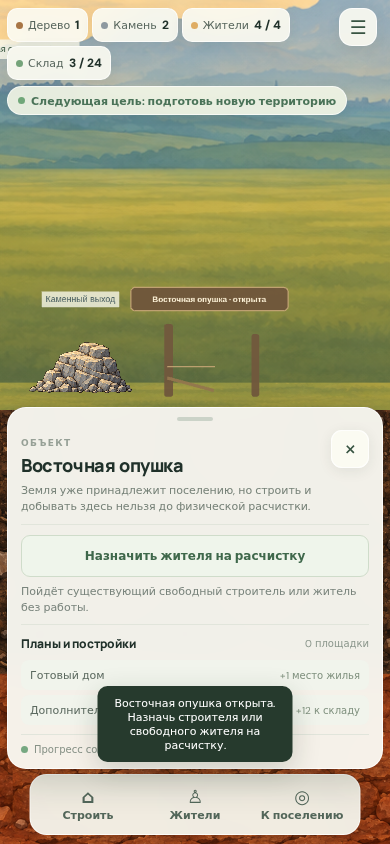 Дерево 1
Камень 2
Жители 4 / 4
☰
Склад 3 / 24
Следующая цель: подготовь новую территорию
Каменный выход
Восточная опушка · открыта
ОБЪЕКТ
Восточная опушка
×
Земля уже принадлежит поселению, но строить и
добывать здесь нельзя до физической расчистки.
Назначить жителя на расчистку
Пойдёт существующий свободный строитель или житель
без работы.
Планы и постройки
0 площадки
Готовый дом
+1 место жилья
Дополнител
+12 к складу
Восточная опушка открыта.
Назначь строителя или
свободного жителя на
расчистку.
Прогресс со
Строить
Жители
К поселению